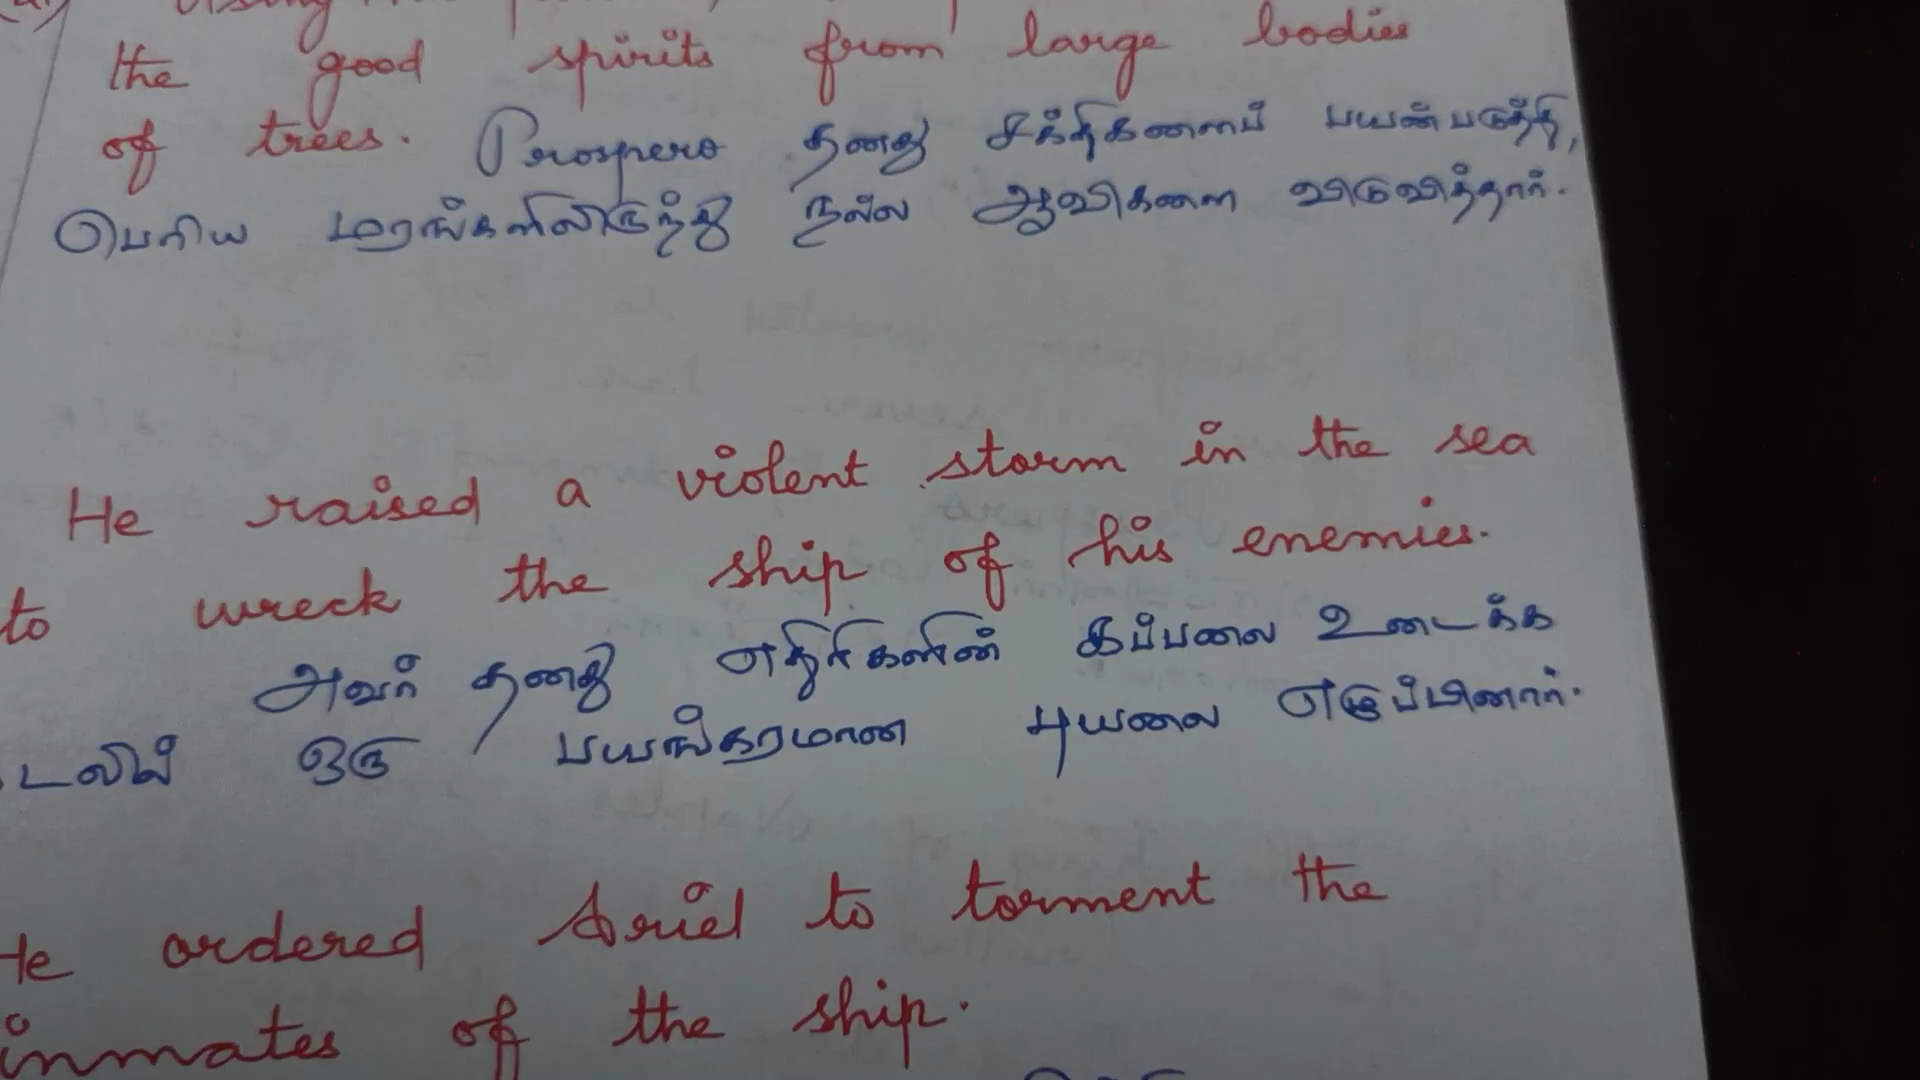 the good spirits from large bodies
of trees. Prospero தனது சக்திகளைப் பயன்படுத்தி,
பெரிய மரங்களிலிருந்து நல்ல ஆவிகளை விடுவித்தார்.
He raised a violent storm in the sea
to wreck the ship of his enemies.
அவர் தனது எதிரிகளின் கப்பலை உடைக்க
டலில் ஒரு பயங்கரமான புயலை எழுப்பினார்.
He ordered Ariel to torment the
inmates of the ship.